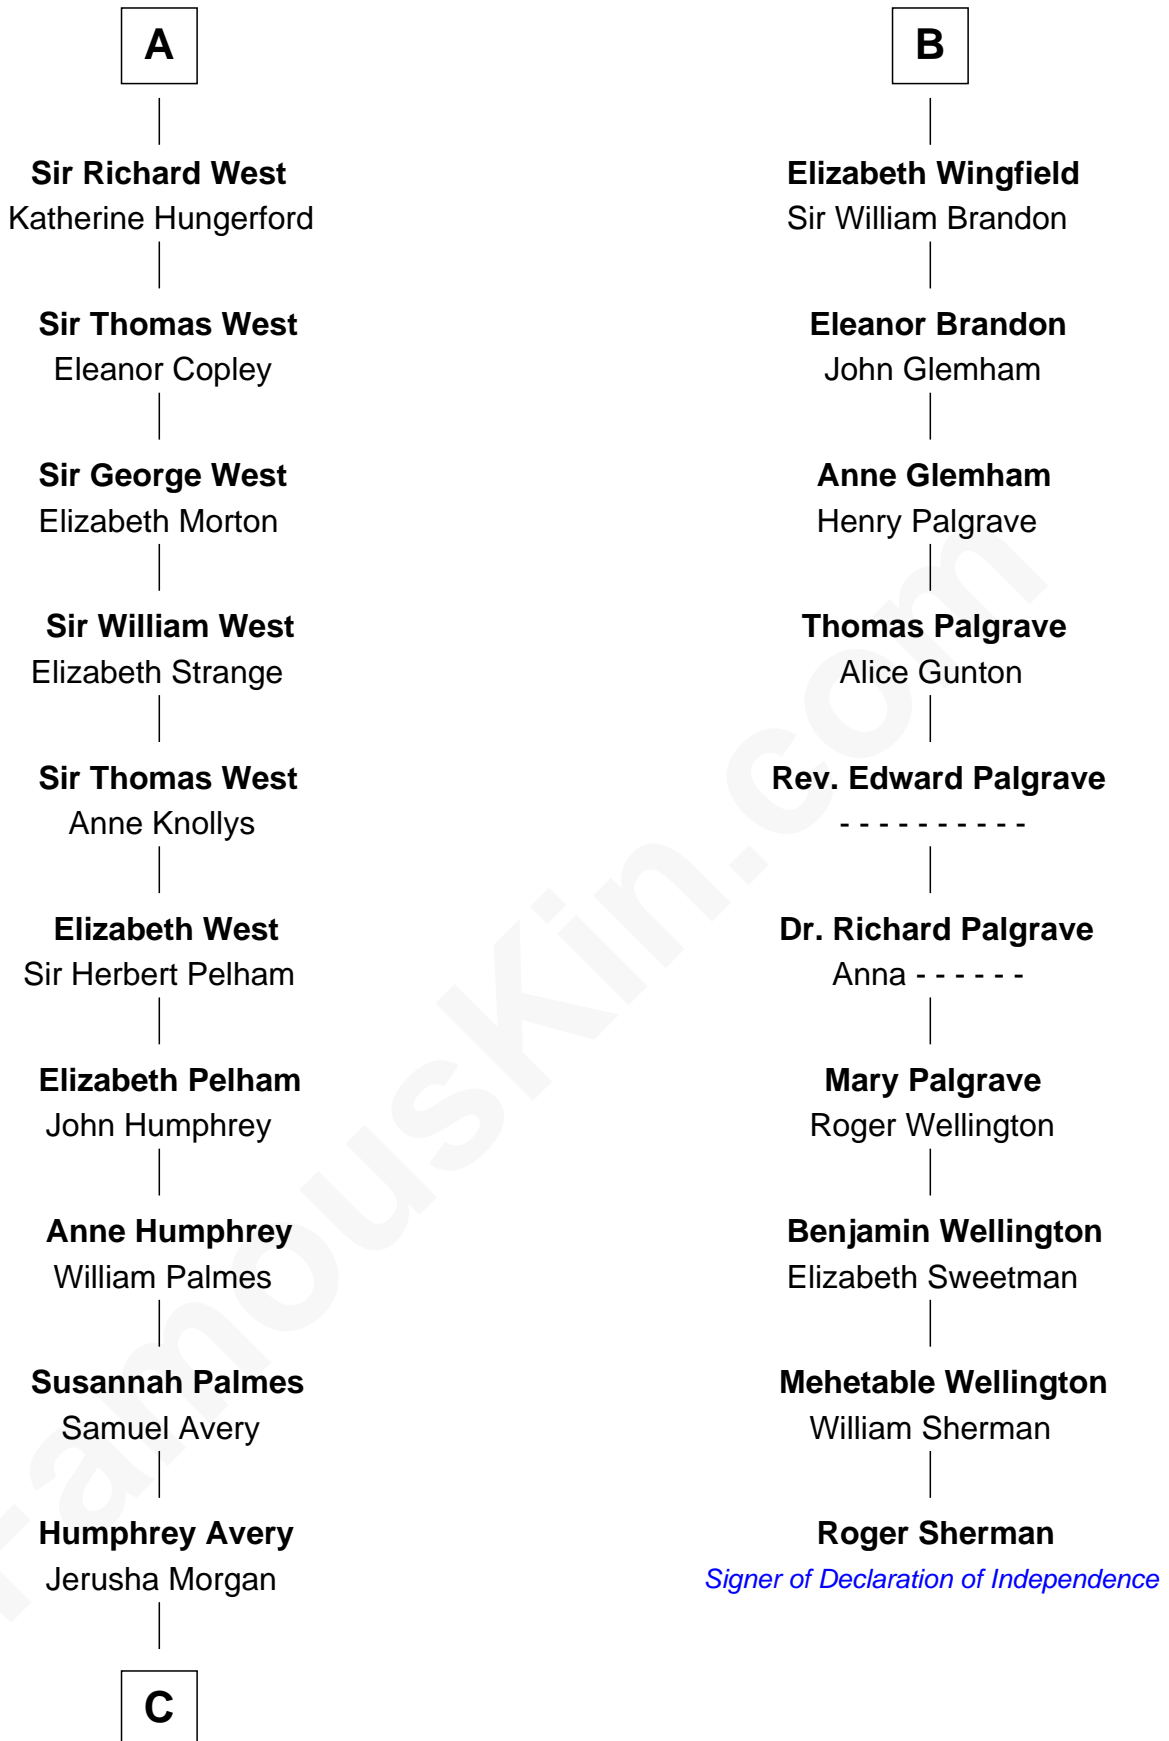 A
Sir Richard West
Katherine Hungerford
Sir Thomas West
Eleanor Copley
Sir George West
Elizabeth Morton
Sir William West
Elizabeth Strange
Sir Thomas West
Anne Knollys
Elizabeth West
Sir Herbert Pelham
Elizabeth Pelham
John Humphrey
Anne Humphrey
William Palmes
Susannah Palmes
Samuel Avery
Humphrey Avery
Jerusha Morgan
C
B
Elizabeth Wingfield
Sir William Brandon
Eleanor Brandon
John Glemham
Anne Glemham
Henry Palgrave
Thomas Palgrave
Alice Gunton
Rev. Edward Palgrave
- - - - - - - - - -
Dr. Richard Palgrave
Anna - - - - - -
Mary Palgrave
Roger Wellington
Benjamin Wellington
Elizabeth Sweetman
Mehetable Wellington
William Sherman
Roger Sherman
Signer of Declaration of Independence
FamousKin.com